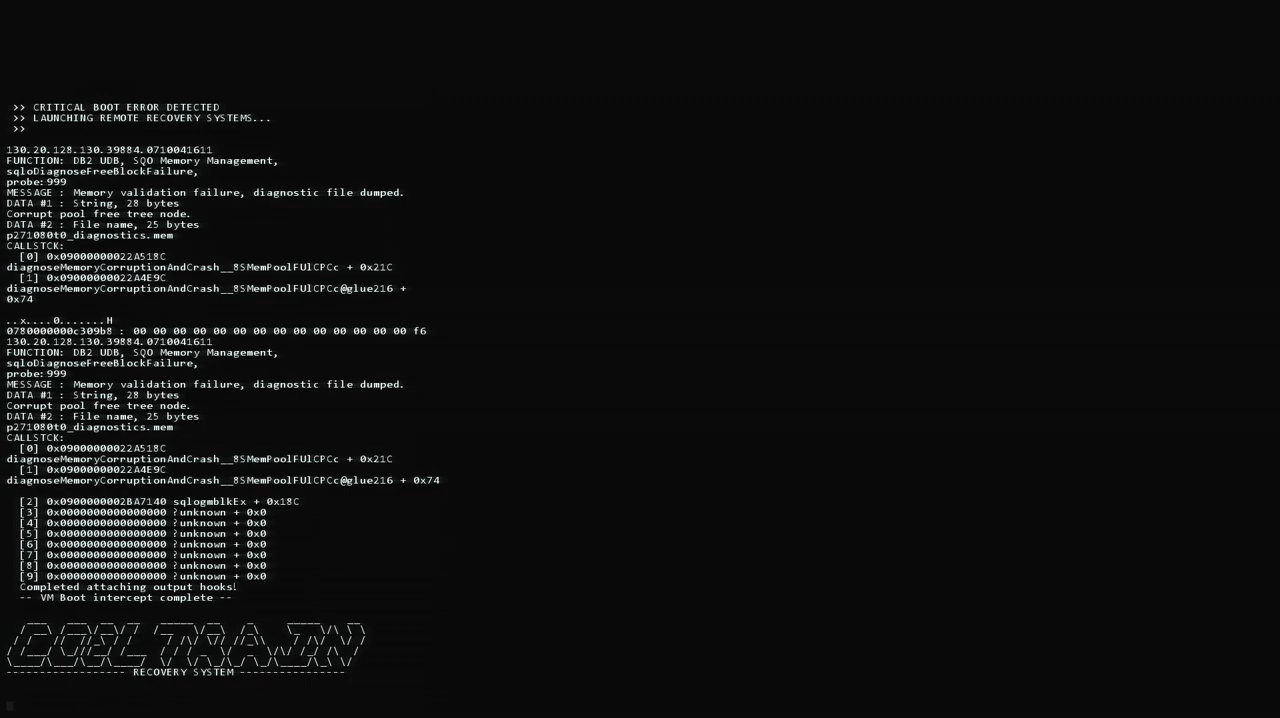 >> CRITICAL BOOT ERROR DETECTED
>> LAUNCHING REMOTE RECOVERY SYSTEMS...
>>
130.20.128.130.39884.0710041611
FUNCTION: DB2 UDB, SQO Memory Management,
sqloDiagnoseFreeBlockFailure,
probe:999
MESSAGE : Memory validation failure, diagnostic file dumped.
DATA #1 : String, 28 bytes
Corrupt pool free tree node.
DATA #2 : File name, 25 bytes
p271080t0_diagnostics.mem
CALLSTCK:
[0] 0x09000000022A518C
diagnoseMemoryCorruptionAndCrash__8SMemPoolFUlCPCc + 0x21C
[1] 0x09000000022A4E9C
diagnoseMemoryCorruptionAndCrash__8SMemPoolFUlCPCc@glue216 +
0x74
..x....0.......H
0780000000c309b8 : 00 00 00 00 00 00 00 00 00 00 00 00 00 00 f6
130.20.128.130.39884.0710041611
FUNCTION: DB2 UDB, SQO Memory Management,
sqloDiagnoseFreeBlockFailure,
probe:999
MESSAGE : Memory validation failure, diagnostic file dumped.
DATA #1 : String, 28 bytes
Corrupt pool free tree node.
DATA #2 : File name, 25 bytes
p271080t0_diagnostics.mem
CALLSTCK:
[0] 0x09000000022A518C
diagnoseMemoryCorruptionAndCrash__8SMemPoolFUlCPCc + 0x21C
[1] 0x09000000022A4E9C
diagnoseMemoryCorruptionAndCrash__8SMemPoolFUlCPCc@glue216 + 0x74
[2] 0x0900000002BA7140 sqlogmblkEx + 0x18C
[3] 0x0000000000000000 ?unknown + 0x0
[4] 0x0000000000000000 ?unknown + 0x0
[5] 0x0000000000000000 ?unknown + 0x0
[6] 0x0000000000000000 ?unknown + 0x0
[7] 0x0000000000000000 ?unknown + 0x0
[8] 0x0000000000000000 ?unknown + 0x0
[9] 0x0000000000000000 ?unknown + 0x0
Completed attaching output hooks!
-- VM Boot intercept complete --
COELTRAIN
----------------- RECOVERY SYSTEM ---------------